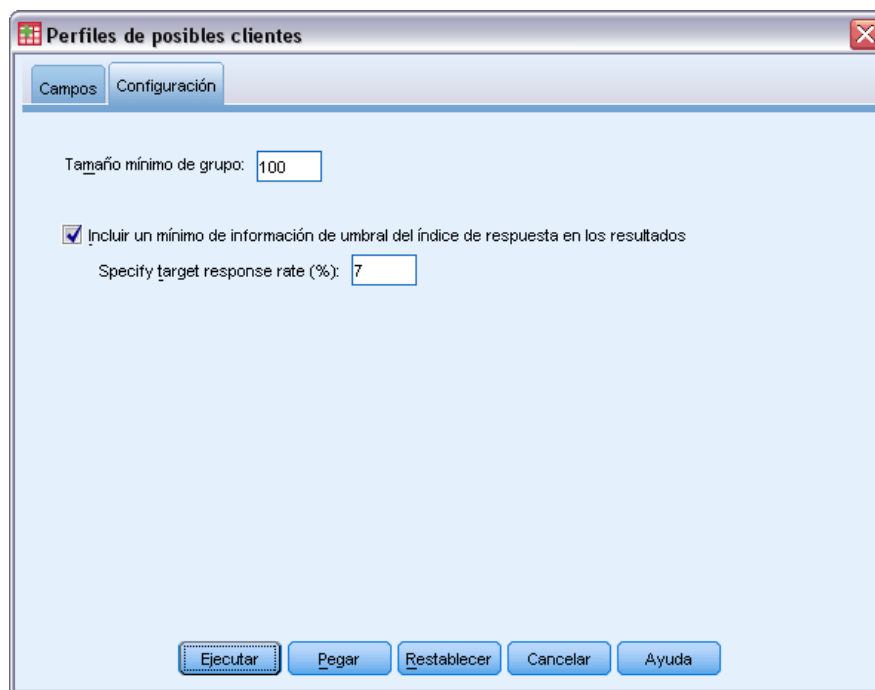 Perfiles de posibles clientes
Campos Configuración
Tamaño mínimo de grupo: 100
Incluir un mínimo de información de umbral del índice de respuesta en los resultados
Specify target response rate (%): 7
Ejecutar Pegar Restablecer Cancelar Ayuda